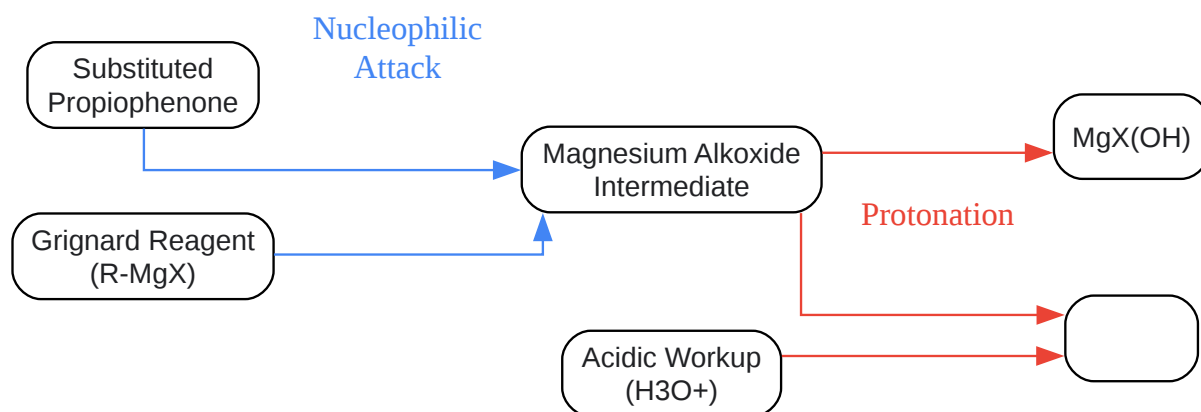 Nucleophilic
Attack
Substituted
Propiophenone
Magnesium Alkoxide
Intermediate
MgX(OH)
Grignard Reagent
(R-MgX)
Protonation
Acidic Workup
(H3O+)